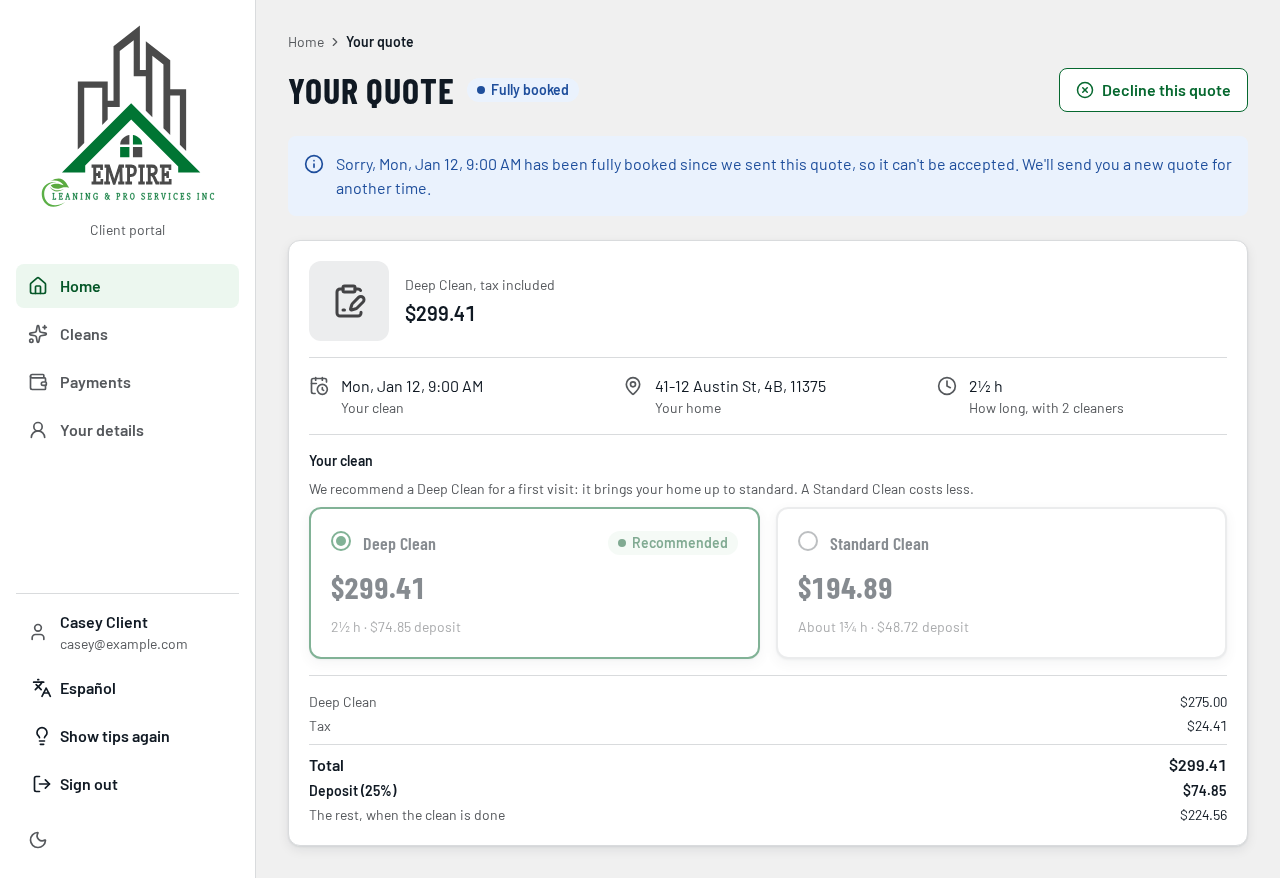 EMPIRE
LEANING & PRO SERVICES INC
Client portal
Home
Cleans
Payments
Your details
Casey Client
casey@example.com
Español
Show tips again
Sign out
Home > Your quote
YOUR QUOTE
Fully booked
Decline this quote
Sorry, Mon, Jan 12, 9:00 AM has been fully booked since we sent this quote, so it can't be accepted. We'll send you a new quote for
another time.
Deep Clean, tax included
$299.41
Mon, Jan 12, 9:00 AM
Your clean
41-12 Austin St, 4B, 11375
Your home
2½ h
How long, with 2 cleaners
Your clean
We recommend a Deep Clean for a first visit: it brings your home up to standard. A Standard Clean costs less.
Deep Clean
Recommended
$299.41
2½ h · $74.85 deposit
Standard Clean
$194.89
About 1¾ h · $48.72 deposit
Deep Clean $275.00
Tax $24.41
Total $299.41
Deposit (25%) $74.85
The rest, when the clean is done $224.56